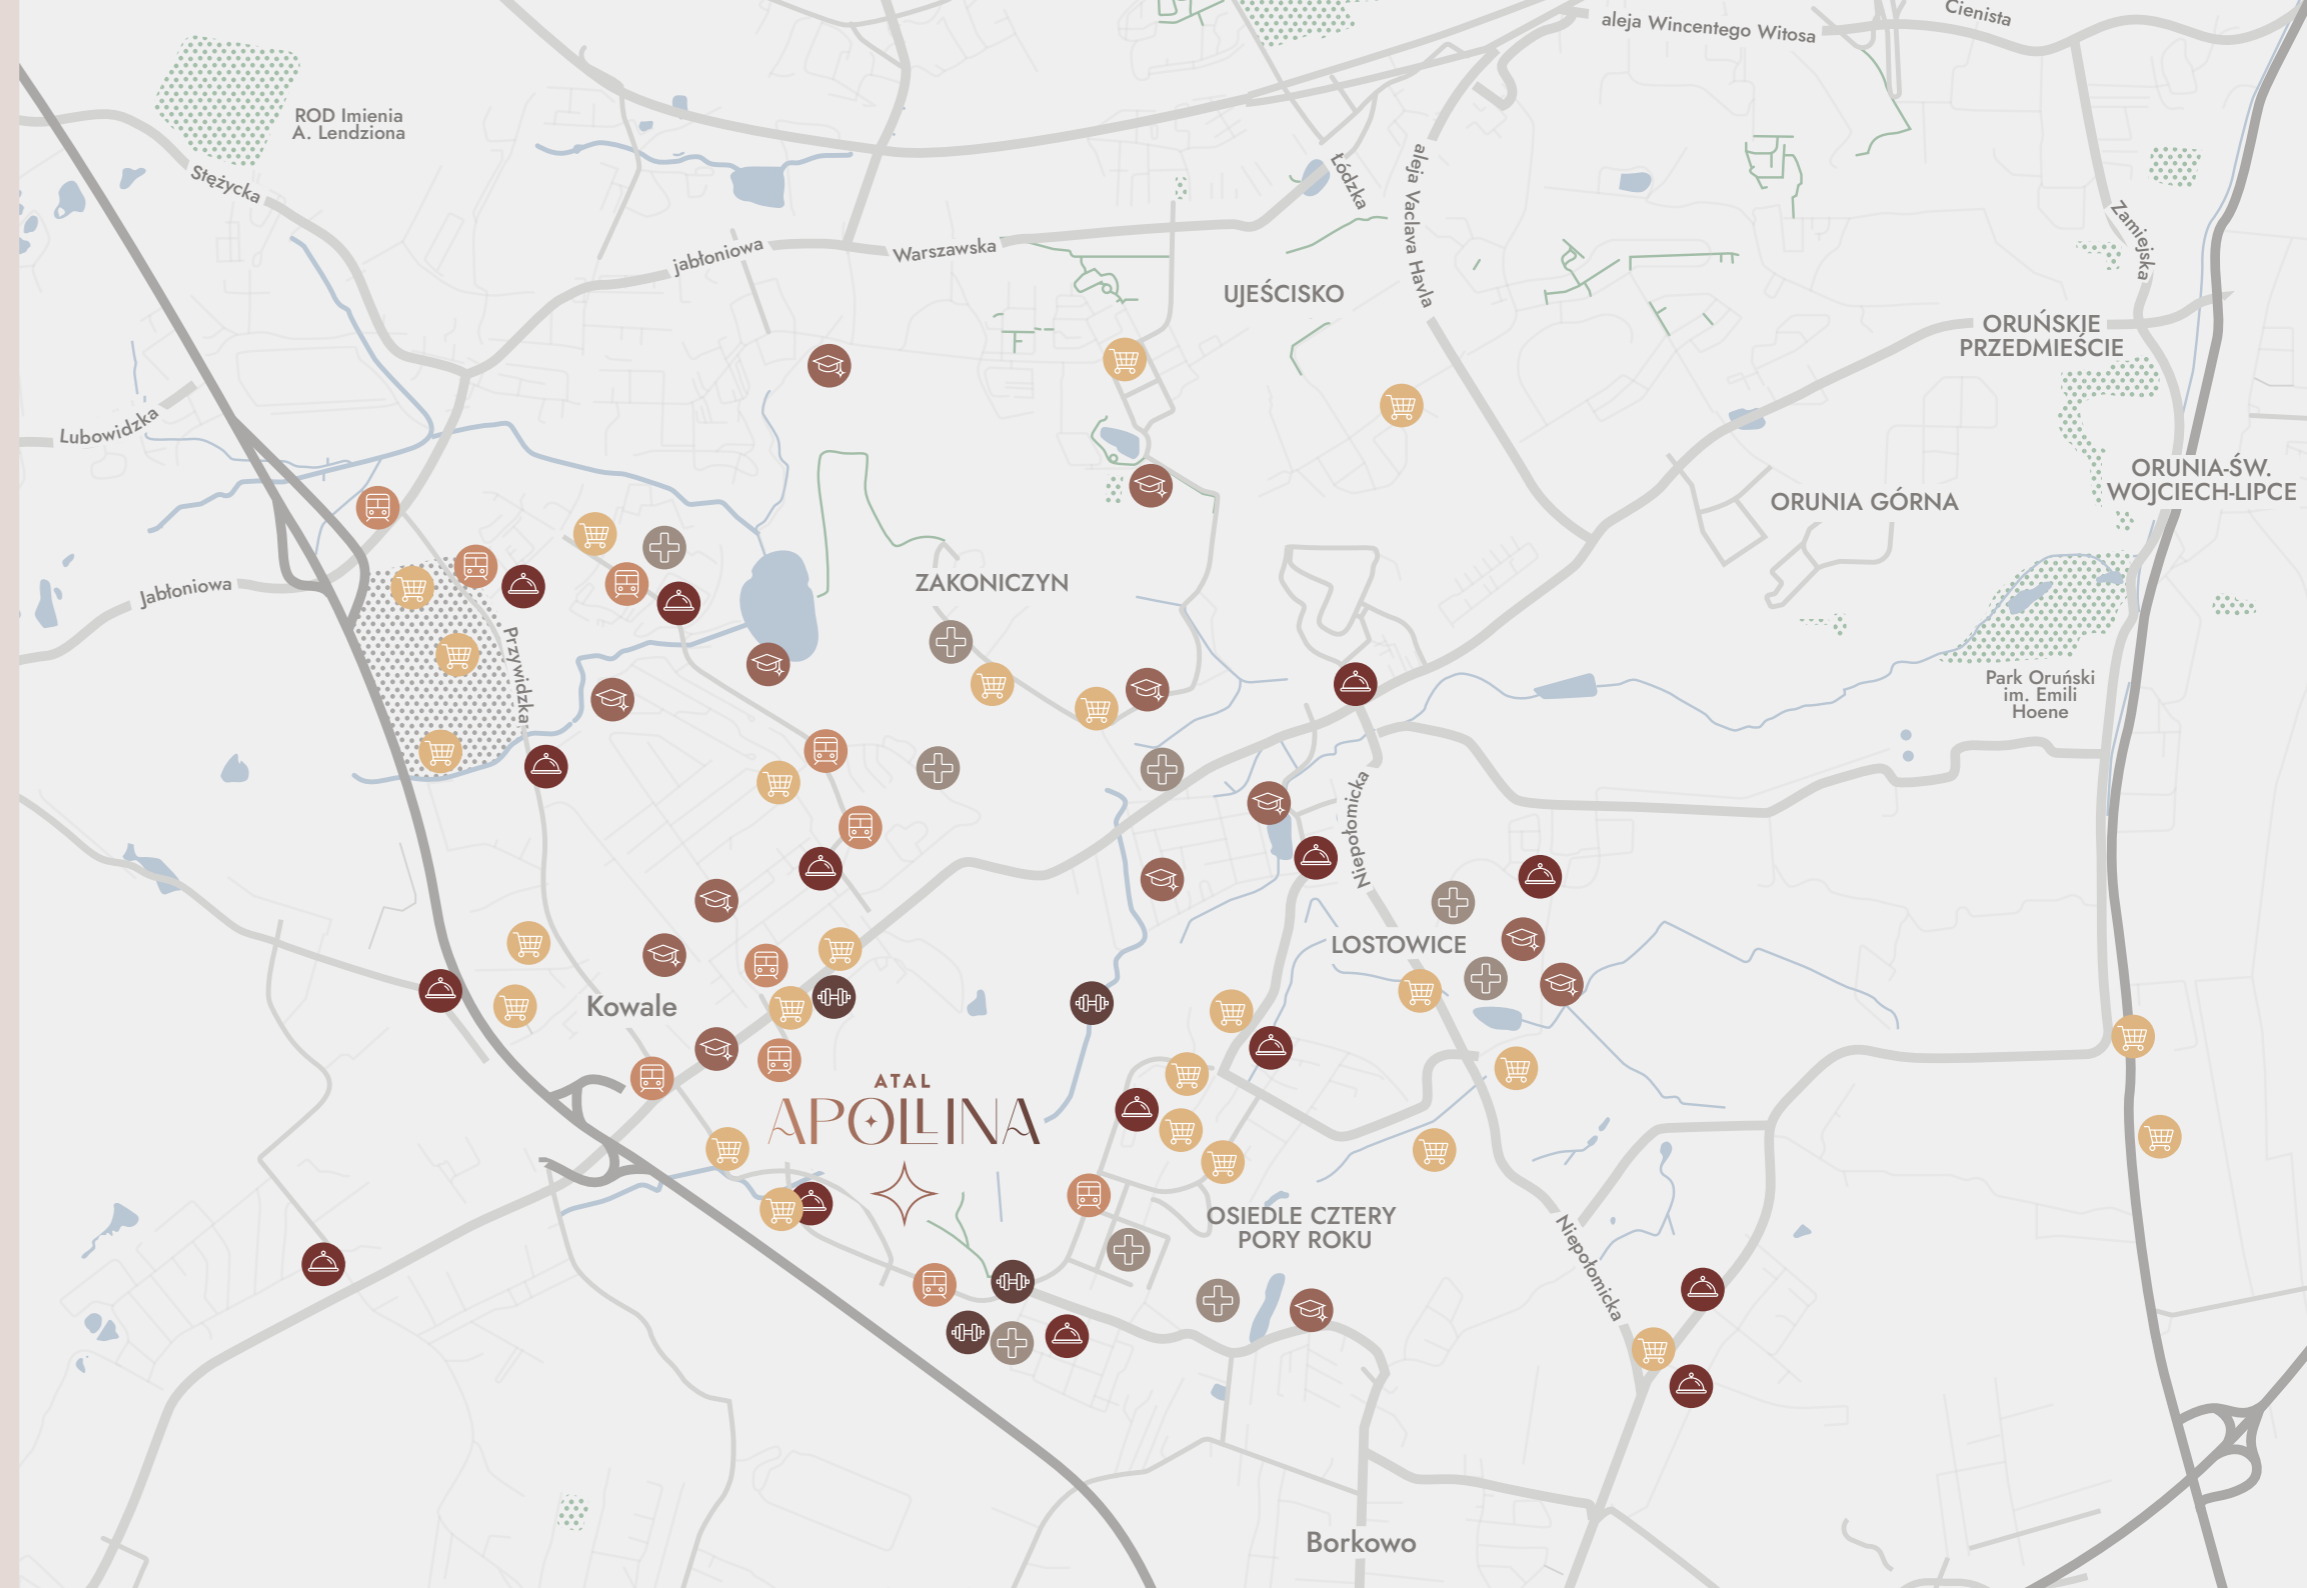 aleja Wincentego Witosa
Cienista
ROD Imienia
A. Lendziona
Stężycka
Łódzka
aleja Vaclava Havla
Zamiejska
jabłoniowa
Warszawska
UJEŚCISKO
ORUŃSKIE
PRZEDMIEŚCIE
Lubowidzka
ORUNIA-ŚW.
WOJCIECH-LIPCE
ORUNIA GÓRNA
Jabłoniowa
ZAKONICZYN
Przywidzka
Park Oruński
im. Emili
Hoene
Niepołomicka
LOSTOWICE
Kowale
ATAL
APOLLINA
OSIEDLE CZTERY
PORY ROKU
Niepołomicka
Borkowo